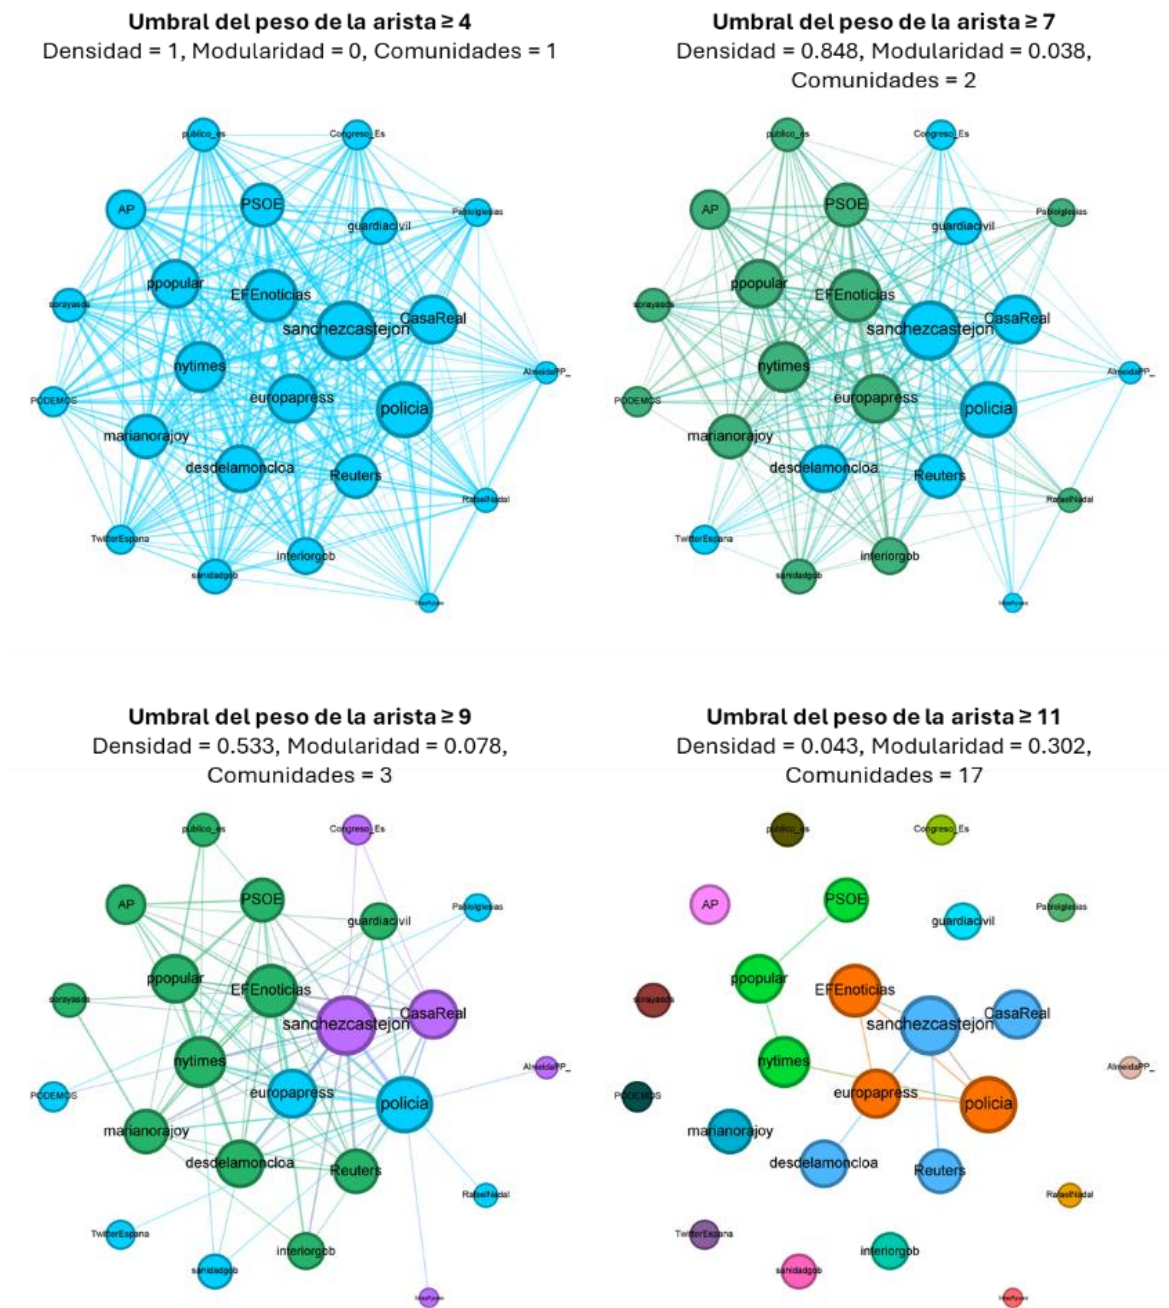 Umbral del peso de la arista ≥ 4
Densidad = 1, Modularidad = 0, Comunidades = 1
publico_es
Congreso_Es
AP
PSOE
PabloIglesias
guardiacivil
ppopular
EFEnoticias
sorayasds
sanchezcastejon
CasaReal
nytimes
AlmeidaPP_
europapress
PODEMOS
policia
marianorajoy
desdelamoncloa
Reuters
RafaelNadal
TwitterEspana
interiorgob
sanidadgob
Umbral del peso de la arista ≥ 7
Densidad = 0.848, Modularidad = 0.038,
Comunidades = 2
publico_es
Congreso_Es
AP
PSOE
PabloIglesias
guardiacivil
ppopular
EFEnoticias
sorayasds
sanchezcastejon
CasaReal
nytimes
AlmeidaPP_
europapress
PODEMOS
policia
marianorajoy
desdelamoncloa
Reuters
RafaelNadal
TwitterEspana
interiorgob
sanidadgob
Umbral del peso de la arista ≥ 9
Densidad = 0.533, Modularidad = 0.078,
Comunidades = 3
publico_es
Congreso_Es
AP
PSOE
PabloIglesias
guardiacivil
ppopular
EFEnoticias
sorayasds
sanchezcastejon
CasaReal
nytimes
AlmeidaPP_
europapress
PODEMOS
policia
marianorajoy
desdelamoncloa
Reuters
RafaelNadal
TwitterEspana
interiorgob
sanidadgob
Umbral del peso de la arista ≥ 11
Densidad = 0.043, Modularidad = 0.302,
Comunidades = 17
publico_es
Congreso_Es
AP
PSOE
PabloIglesias
guardiacivil
ppopular
EFEnoticias
sorayasds
sanchezcastejon
CasaReal
nytimes
AlmeidaPP_
europapress
PODEMOS
policia
marianorajoy
desdelamoncloa
Reuters
RafaelNadal
TwitterEspana
interiorgob
sanidadgob